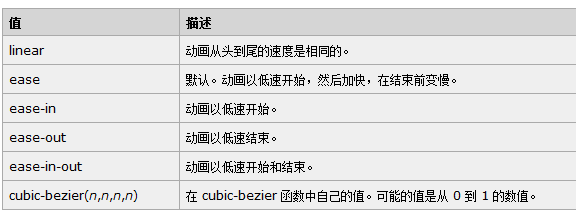 值 描述
linear 动画从头到尾的速度是相同的。
ease 默认。动画以低速开始，然后加快，在结束前变慢。
ease-in 动画以低速开始。
ease-out 动画以低速结束。
ease-in-out 动画以低速开始和结束。
cubic-bezier(n,n,n,n) 在 cubic-bezier 函数中自己的值。可能的值是从 0 到 1 的数值。